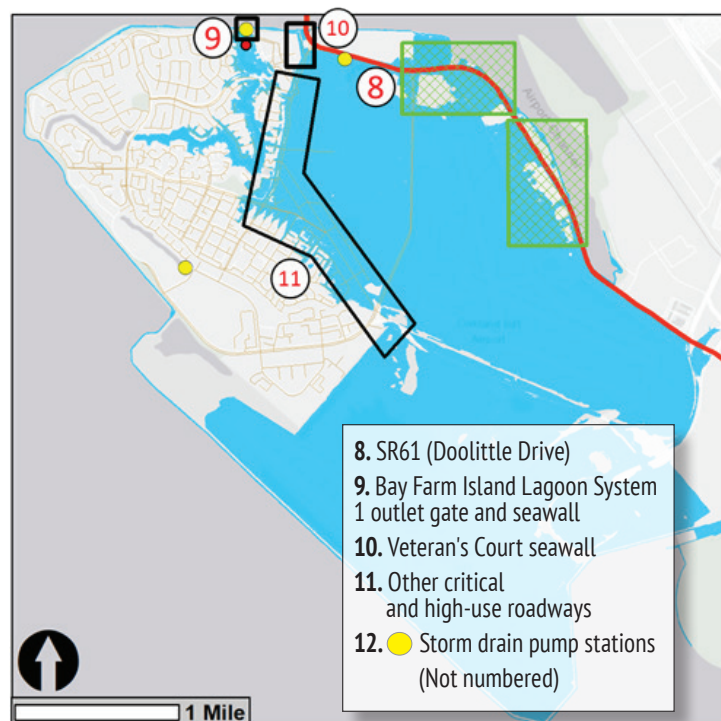 9
10
8
11
8. SR61 (Doolittle Drive)
9. Bay Farm Island Lagoon System
1 outlet gate and seawall
10. Veteran's Court seawall
11. Other critical
and high-use roadways
12. Storm drain pump stations
(Not numbered)
1 Mile